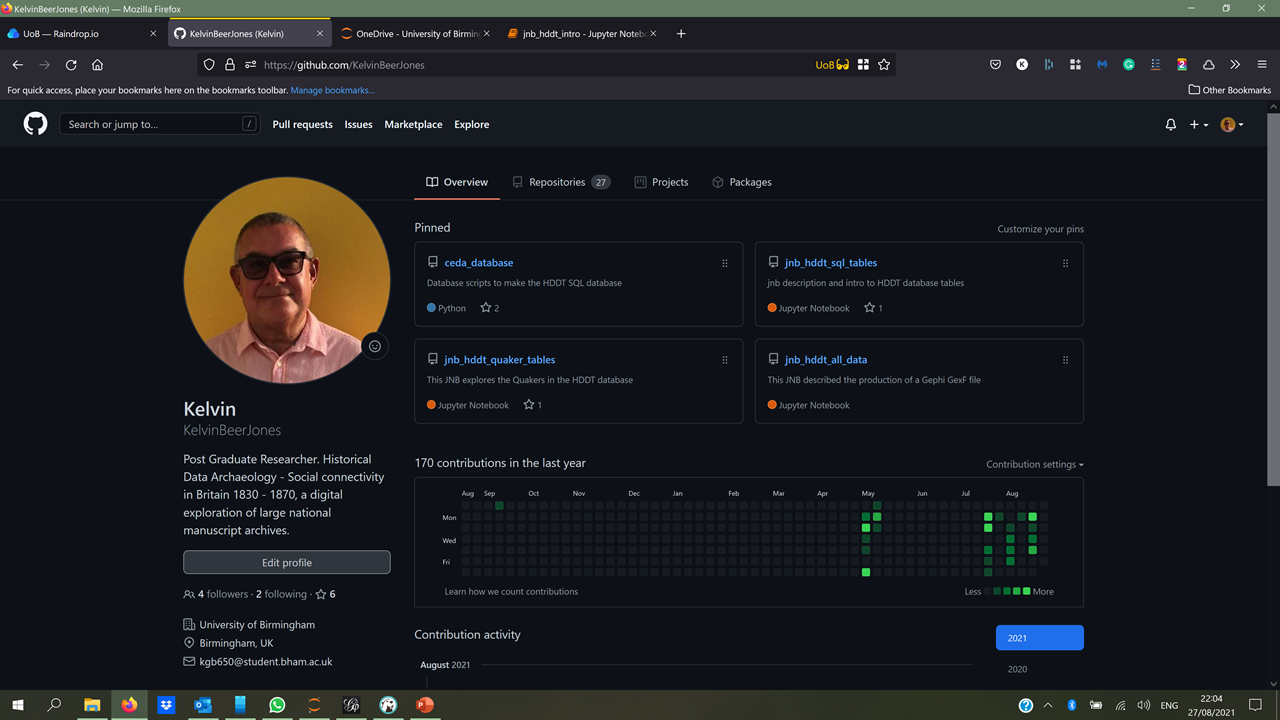 KelvinBeerJones (Kelvin) — Mozilla Firefox
UoB — Raindrop.io
KelvinBeerJones (Kelvin)
OneDrive - University of Birming
jnb_hddt_intro - Jupyter Noteb
https://github.com/KelvinBeerJones
UoB
For quick access, place your bookmarks here on the bookmarks toolbar. Manage bookmarks...
Other Bookmarks
Search or jump to...
/
Pull requests
Issues
Marketplace
Explore
Overview
Repositories 27
Projects
Packages
Pinned
Customize your pins
ceda_database
Database scripts to make the HDDT SQL database
Python 2
jnb_hddt_sql_tables
jnb description and intro to HDDT database tables
Jupyter Notebook 1
jnb_hddt_quaker_tables
This JNB explores the Quakers in the HDDT database
Jupyter Notebook 1
jnb_hddt_all_data
This JNB described the production of a Gephi GexF file
Jupyter Notebook
Kelvin
KelvinBeerJones
Post Graduate Researcher. Historical
Data Archaeology - Social connectivity
in Britain 1830 - 1870, a digital
exploration of large national
manuscript archives.
Edit profile
4 followers · 2 following · 6
University of Birmingham
Birmingham, UK
kgb650@student.bham.ac.uk
170 contributions in the last year
Contribution settings
Aug Sep Oct Nov Dec Jan Feb Mar Apr May Jun Jul Aug
Mon
Wed
Fri
Learn how we count contributions
Less More
Contribution activity
2021
August 2021
2020
ENG
22:04
27/08/2021